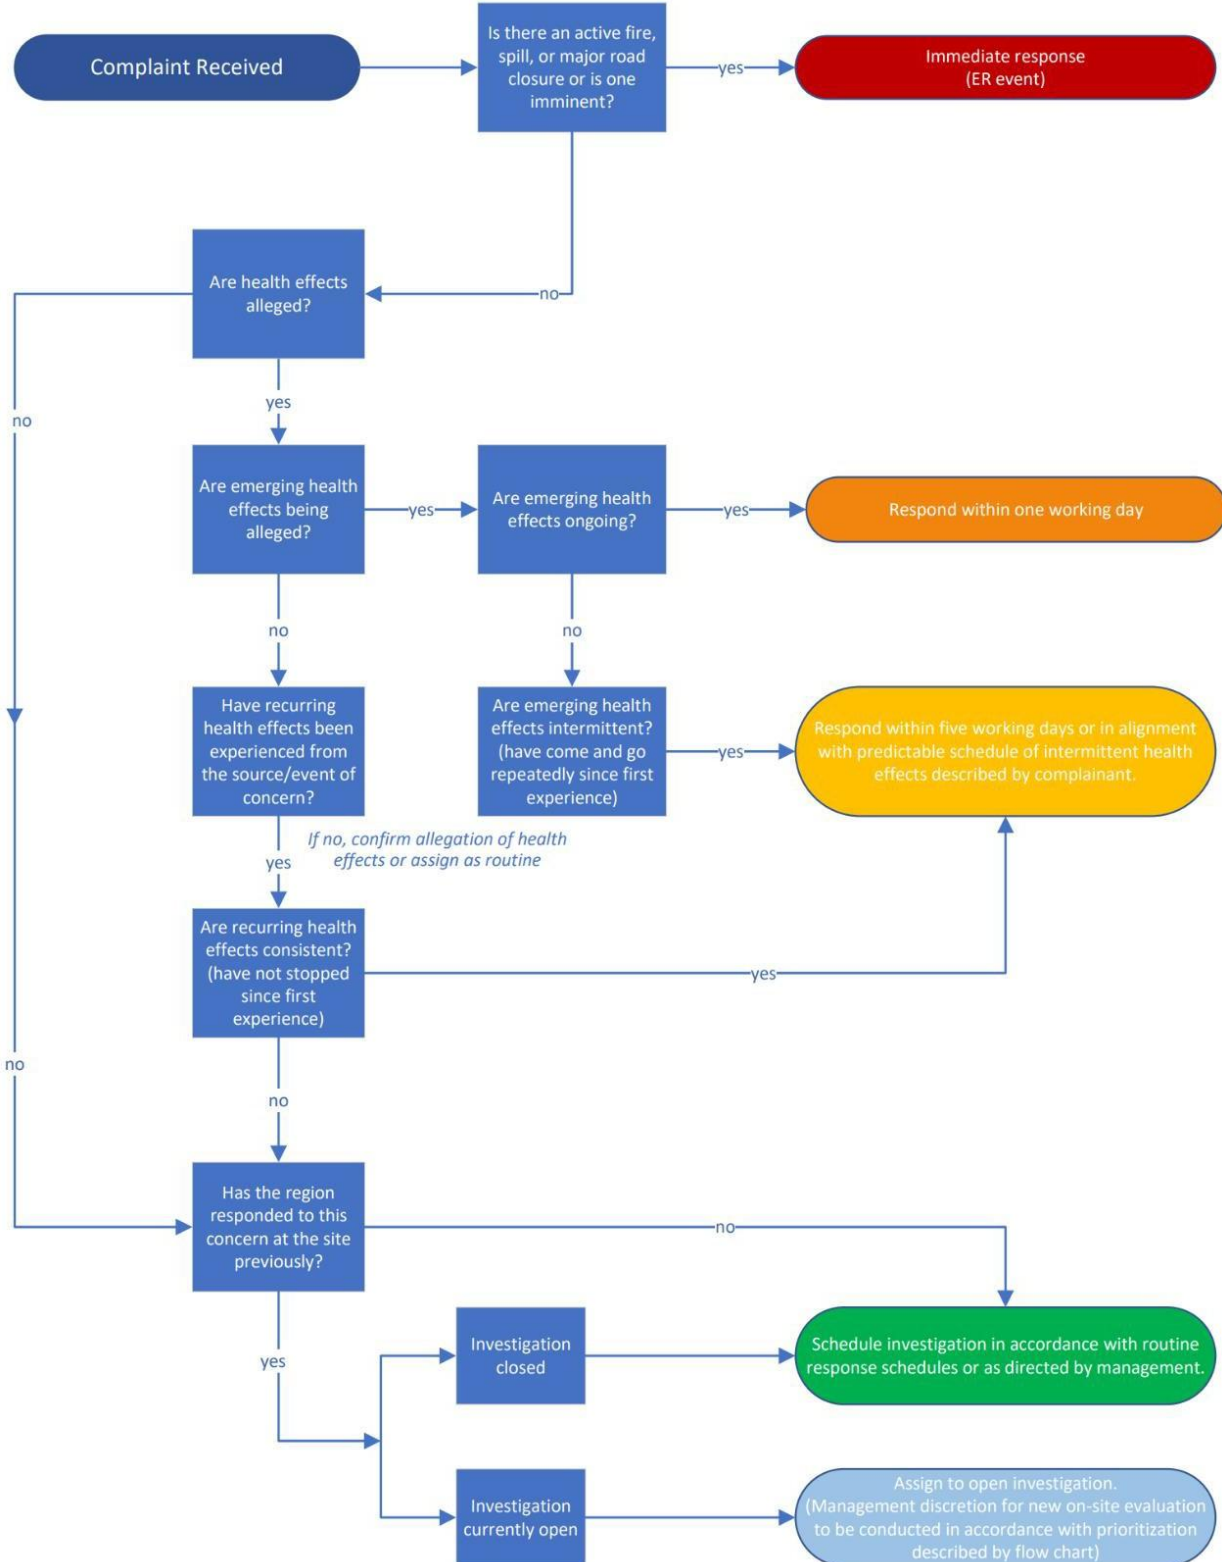 Complaint Received
Is there an active fire,
spill, or major road
closure or is one
imminent?
yes
Immediate response
(ER event)
no
Are health effects
alleged?
no
yes
Are emerging health
effects being
alleged?
yes
Are emerging health
effects ongoing?
yes
Respond within one working day
no
no
Have recurring
health effects been
experienced from
the source/event of
concern?
Are emerging health
effects intermittent?
(have come and go
repeatedly since first
experience)
yes
Respond within five working days or in alignment
with predictable schedule of intermittent health
effects described by complainant.
If no, confirm allegation of health
effects or assign as routine
yes
Are recurring health
effects consistent?
(have not stopped
since first
experience)
yes
no
no
Has the region
responded to this
concern at the site
previously?
no
yes
Investigation
closed
Schedule investigation in accordance with routine
response schedules or as directed by management.
Investigation
currently open
Assign to open investigation.
(Management discretion for new on-site evaluation
to be conducted in accordance with prioritization
described by flow chart)